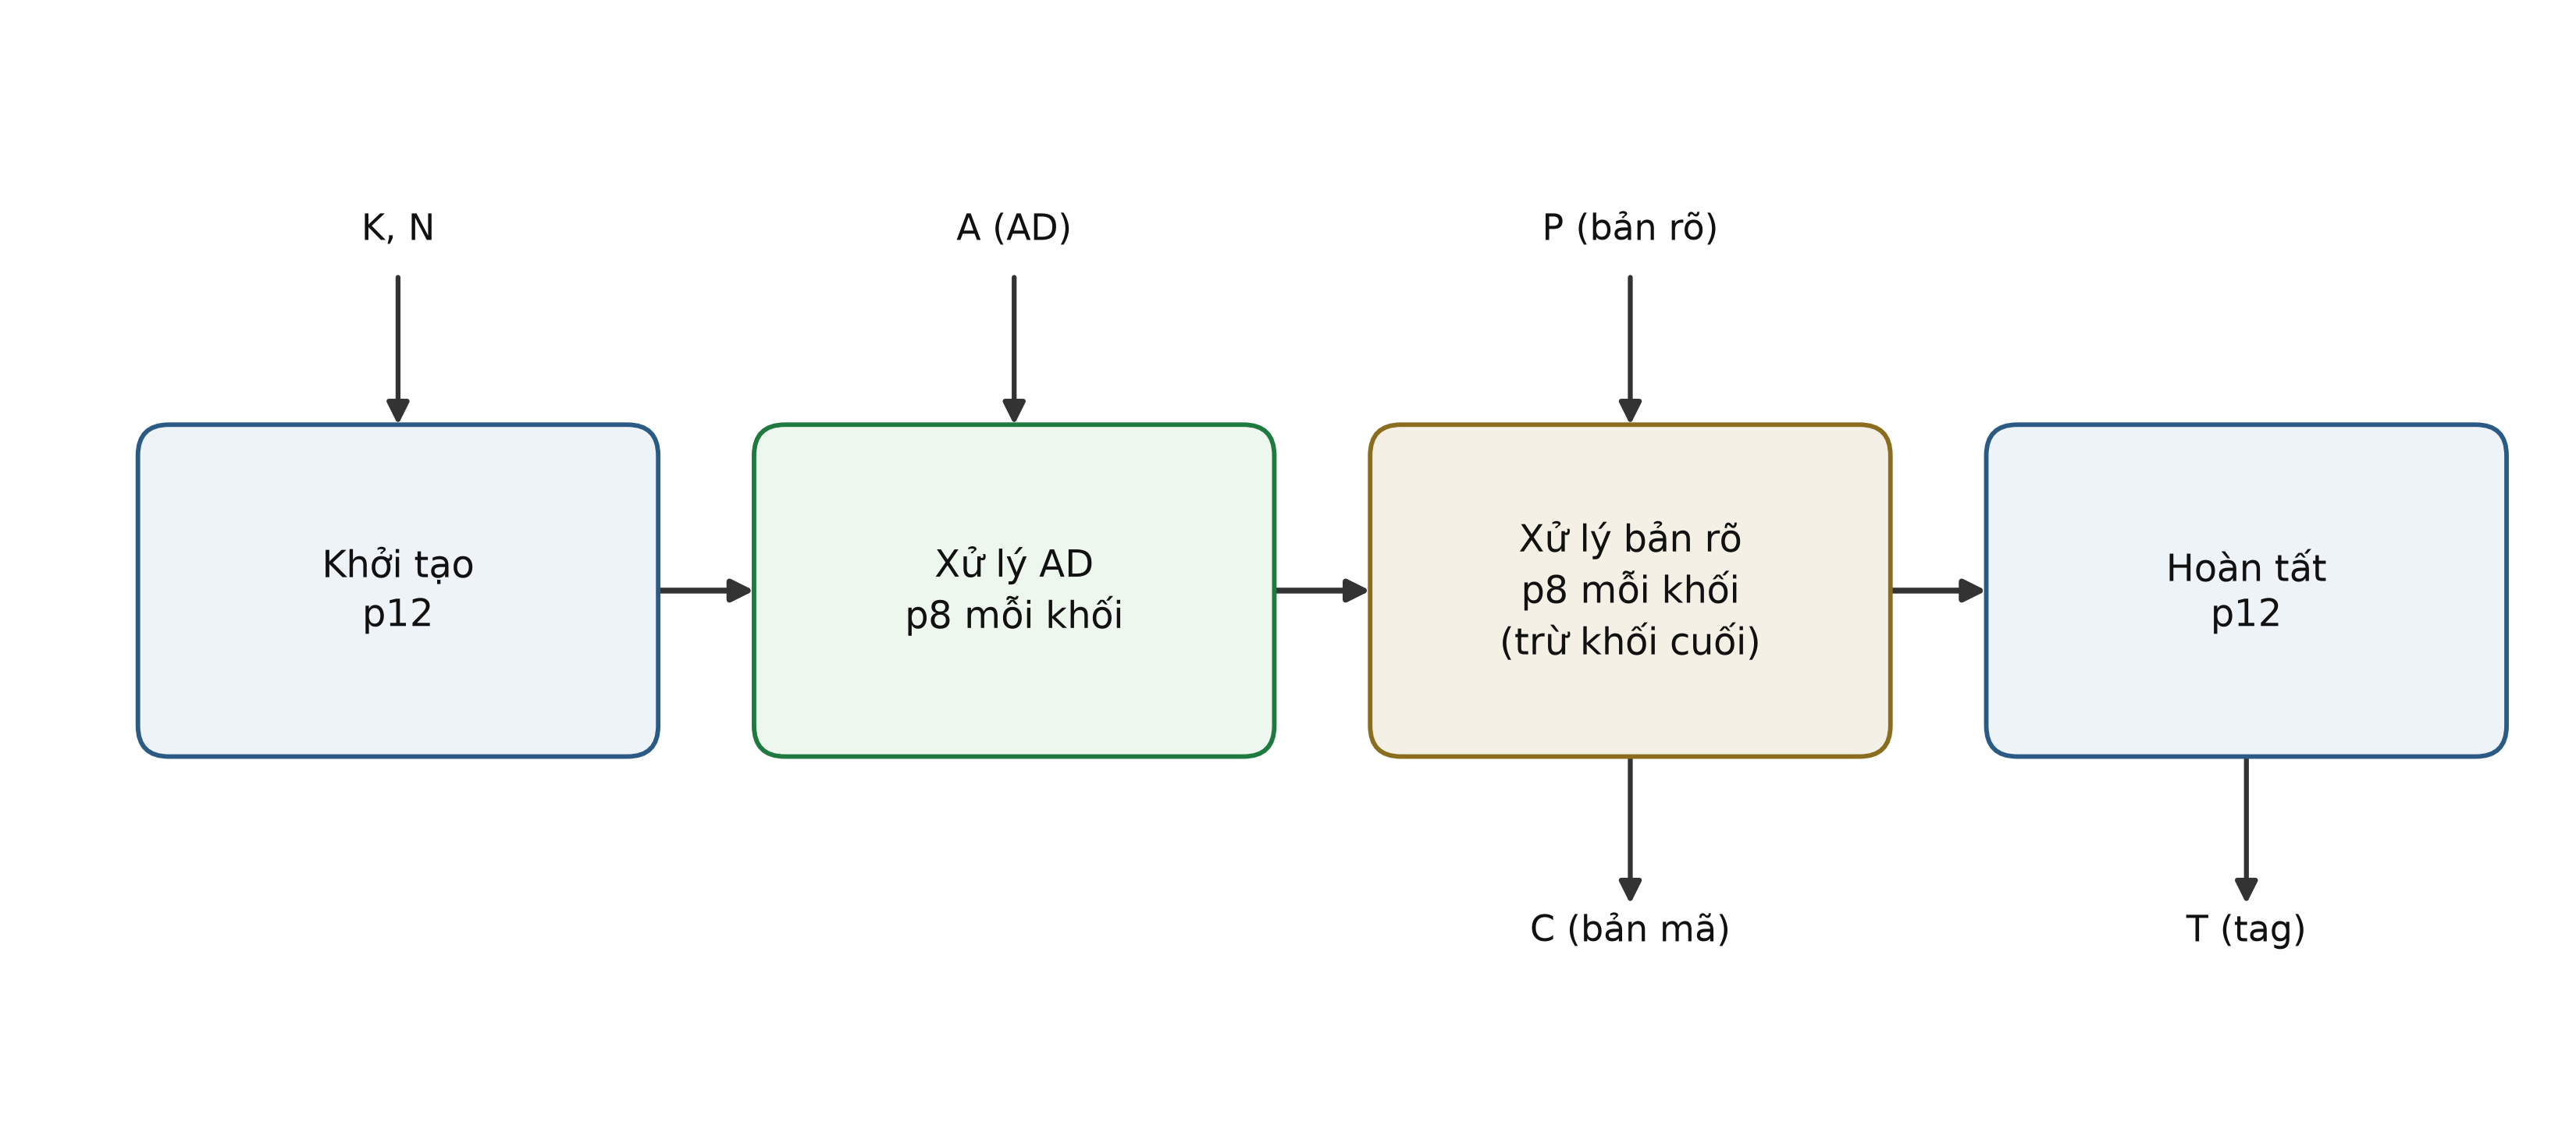 K, N
A (AD)
P (bản rõ)
Khởi tạo
p12
Xử lý AD
p8 mỗi khối
Xử lý bản rõ
p8 mỗi khối
(trừ khối cuối)
Hoàn tất
p12
C (bản mã)
T (tag)